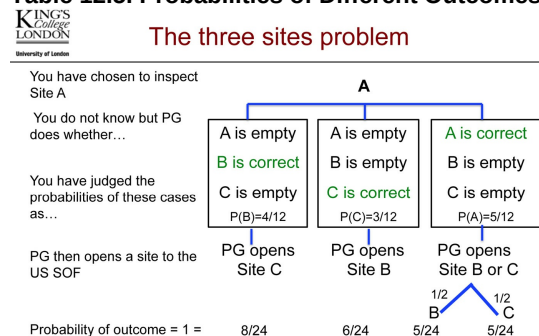 Table 12.3: Probabilities of Different Outcomes
KING'S
College
LONDON
University of London
The three sites problem
You have chosen to inspect
Site A
A
You do not know but PG
does whether…
A is empty
B is correct
C is empty
P(B)=4/12
A is empty
B is empty
C is correct
P(C)=3/12
A is correct
B is empty
C is empty
P(A)=5/12
You have judged the
probabilities of these cases
as…
PG then opens a site to the
US SOF
PG opens
Site C
PG opens
Site B
PG opens
Site B or C
1/2
1/2
B
C
Probability of outcome = 1 =
8/24
6/24
5/24
5/24